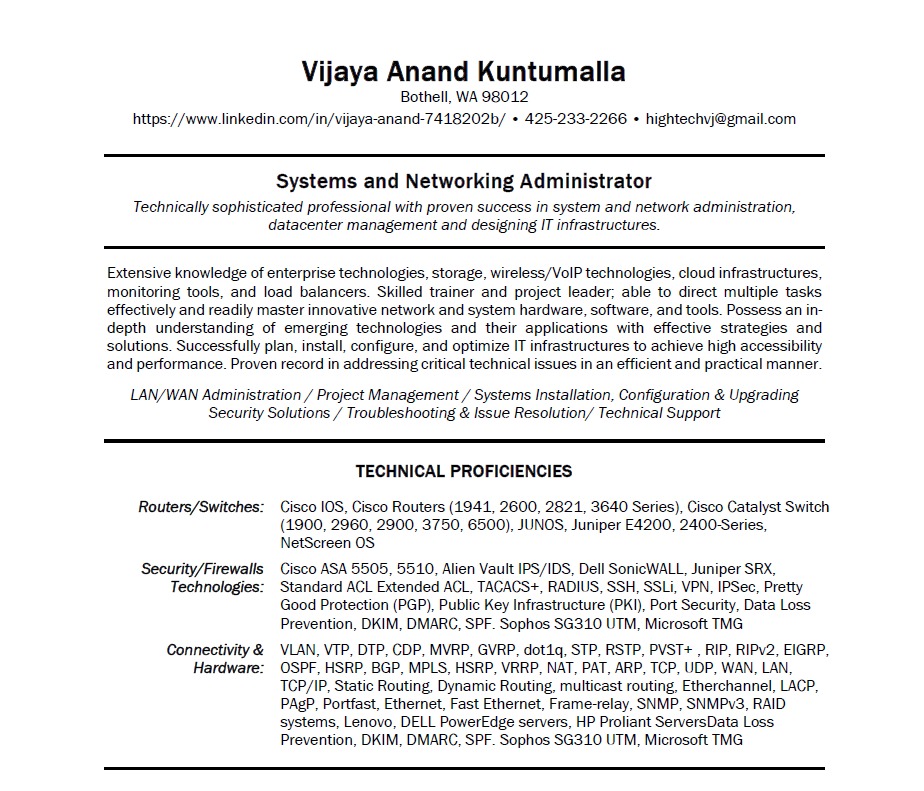 Vijaya Anand Kuntumalla
Bothell, WA 98012
https://www.linkedin.com/in/vijaya-anand-7418202b/ • 425-233-2266 • hightechvj@gmail.com
Systems and Networking Administrator
Technically sophisticated professional with proven success in system and network administration,
datacenter management and designing IT infrastructures.
Extensive knowledge of enterprise technologies, storage, wireless/VoIP technologies, cloud infrastructures,
monitoring tools, and load balancers. Skilled trainer and project leader; able to direct multiple tasks
effectively and readily master innovative network and system hardware, software, and tools. Possess an in-
depth understanding of emerging technologies and their applications with effective strategies and
solutions. Successfully plan, install, configure, and optimize IT infrastructures to achieve high accessibility
and performance. Proven record in addressing critical technical issues in an efficient and practical manner.
LAN/WAN Administration / Project Management / Systems Installation, Configuration & Upgrading
Security Solutions / Troubleshooting & Issue Resolution/ Technical Support
TECHNICAL PROFICIENCIES
Routers/Switches: Cisco IOS, Cisco Routers (1941, 2600, 2821, 3640 Series), Cisco Catalyst Switch
(1900, 2960, 2900, 3750, 6500), JUNOS, Juniper E4200, 2400-Series,
NetScreen OS
Security/Firewalls Cisco ASA 5505, 5510, Alien Vault IPS/IDS, Dell SonicWALL, Juniper SRX,
Technologies: Standard ACL Extended ACL, TACACS+, RADIUS, SSH, SSLi, VPN, IPSec, Pretty
Good Protection (PGP), Public Key Infrastructure (PKI), Port Security, Data Loss
Prevention, DKIM, DMARC, SPF. Sophos SG310 UTM, Microsoft TMG
Connectivity & VLAN, VTP, DTP, CDP, MVRP, GVRP, dot1q, STP, RSTP, PVST+ , RIP, RIPv2, EIGRP,
Hardware: OSPF, HSRP, BGP, MPLS, HSRP, VRRP, NAT, PAT, ARP, TCP, UDP, WAN, LAN,
TCP/IP, Static Routing, Dynamic Routing, multicast routing, Etherchannel, LACP,
PAgP, Portfast, Ethernet, Fast Ethernet, Frame-relay, SNMP, SNMPv3, RAID
systems, Lenovo, DELL PowerEdge servers, HP Proliant ServersData Loss
Prevention, DKIM, DMARC, SPF. Sophos SG310 UTM, Microsoft TMG